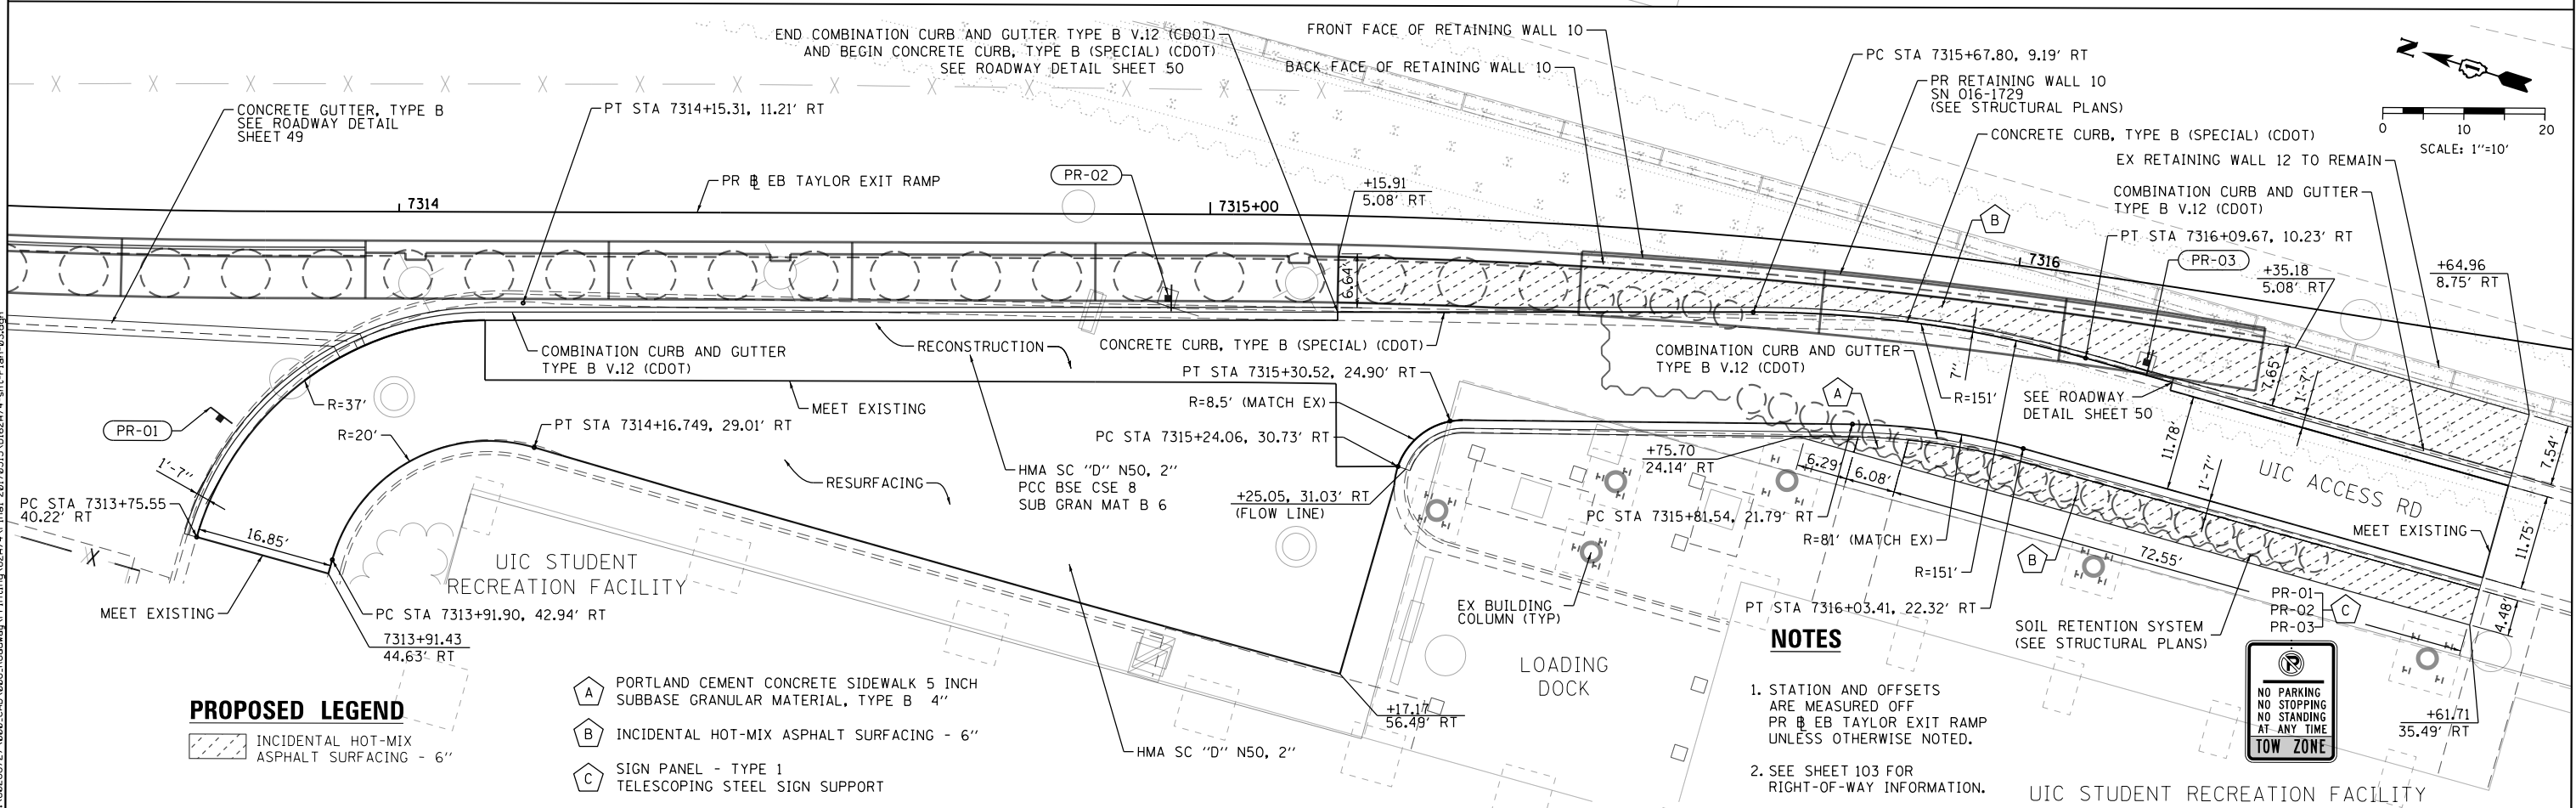 END COMBINATION CURB AND GUTTER TYPE B V.12 (CDOT)
AND BEGIN CONCRETE CURB, TYPE B (SPECIAL) (CDOT)
SEE ROADWAY DETAIL SHEET 50
FRONT FACE OF RETAINING WALL 10
BACK FACE OF RETAINING WALL 10
PC STA 7315+67.80, 9.19' RT
PR RETAINING WALL 10
SN 016-1729
(SEE STRUCTURAL PLANS)
CONCRETE CURB, TYPE B (SPECIAL) (CDOT)
EX RETAINING WALL 12 TO REMAIN
COMBINATION CURB AND GUTTER
TYPE B V.12 (CDOT)
PT STA 7316+09.67, 10.23' RT
PR-03
N
1
0 10 20
SCALE: 1"=10'
CONCRETE GUTTER, TYPE B
SEE ROADWAY DETAIL
SHEET 49
PT STA 7314+15.31, 11.21' RT
PR ⅊ EB TAYLOR EXIT RAMP
PR-02
7314
7315+00
7316
+15.91
5.08' RT
B
+35.18
5.08' RT
+64.96
8.75' RT
6.64'
COMBINATION CURB AND GUTTER
TYPE B V.12 (CDOT)
RECONSTRUCTION
CONCRETE CURB, TYPE B (SPECIAL) (CDOT)
PT STA 7315+30.52, 24.90' RT
R=8.5' (MATCH EX)
PC STA 7315+24.06, 30.73' RT
COMBINATION CURB AND GUTTER
TYPE B V.12 (CDOT)
A
7"
R=151'
SEE ROADWAY
DETAIL SHEET 50
7.65'
1'-7"
11.78'
7.54'
MEET EXISTING
R=37'
PR-01
R=20'
PT STA 7314+16.749, 29.01' RT
1'-7"
PC STA 7313+75.55
40.22' RT
16.85'
RESURFACING
HMA SC "D" N50, 2"
PCC BSE CSE 8
SUB GRAN MAT B 6
+25.05, 31.03' RT
(FLOW LINE)
+75.70
24.14' RT
6.29'
6.08'
PC STA 7315+81.54, 21.79' RT
R=81' (MATCH EX)
R=151'
PT STA 7316+03.41, 22.32' RT
1'-7"
UIC ACCESS RD
MEET EXISTING
11.75'
72.55'
B
4.48'
X
MEET EXISTING
UIC STUDENT
RECREATION FACILITY
PC STA 7313+91.90, 42.94' RT
7313+91.43
44.63' RT
EX BUILDING
COLUMN (TYP)
LOADING
DOCK
SOIL RETENTION SYSTEM
(SEE STRUCTURAL PLANS)
PR-01
PR-02
PR-03
C
+17.17
56.49' RT
HMA SC "D" N50, 2"
+61.71
35.49' RT
PROPOSED LEGEND
INCIDENTAL HOT-MIX
ASPHALT SURFACING - 6"
A PORTLAND CEMENT CONCRETE SIDEWALK 5 INCH
SUBBASE GRANULAR MATERIAL, TYPE B 4"
B INCIDENTAL HOT-MIX ASPHALT SURFACING - 6"
C SIGN PANEL - TYPE 1
TELESCOPING STEEL SIGN SUPPORT
NOTES
1. STATION AND OFFSETS
ARE MEASURED OFF
PR ⅊ EB TAYLOR EXIT RAMP
UNLESS OTHERWISE NOTED.
2. SEE SHEET 103 FOR
RIGHT-OF-WAY INFORMATION.
P
NO PARKING
NO STOPPING
NO STANDING
AT ANY TIME
TOW ZONE
UIC STUDENT RECREATION FACILITY